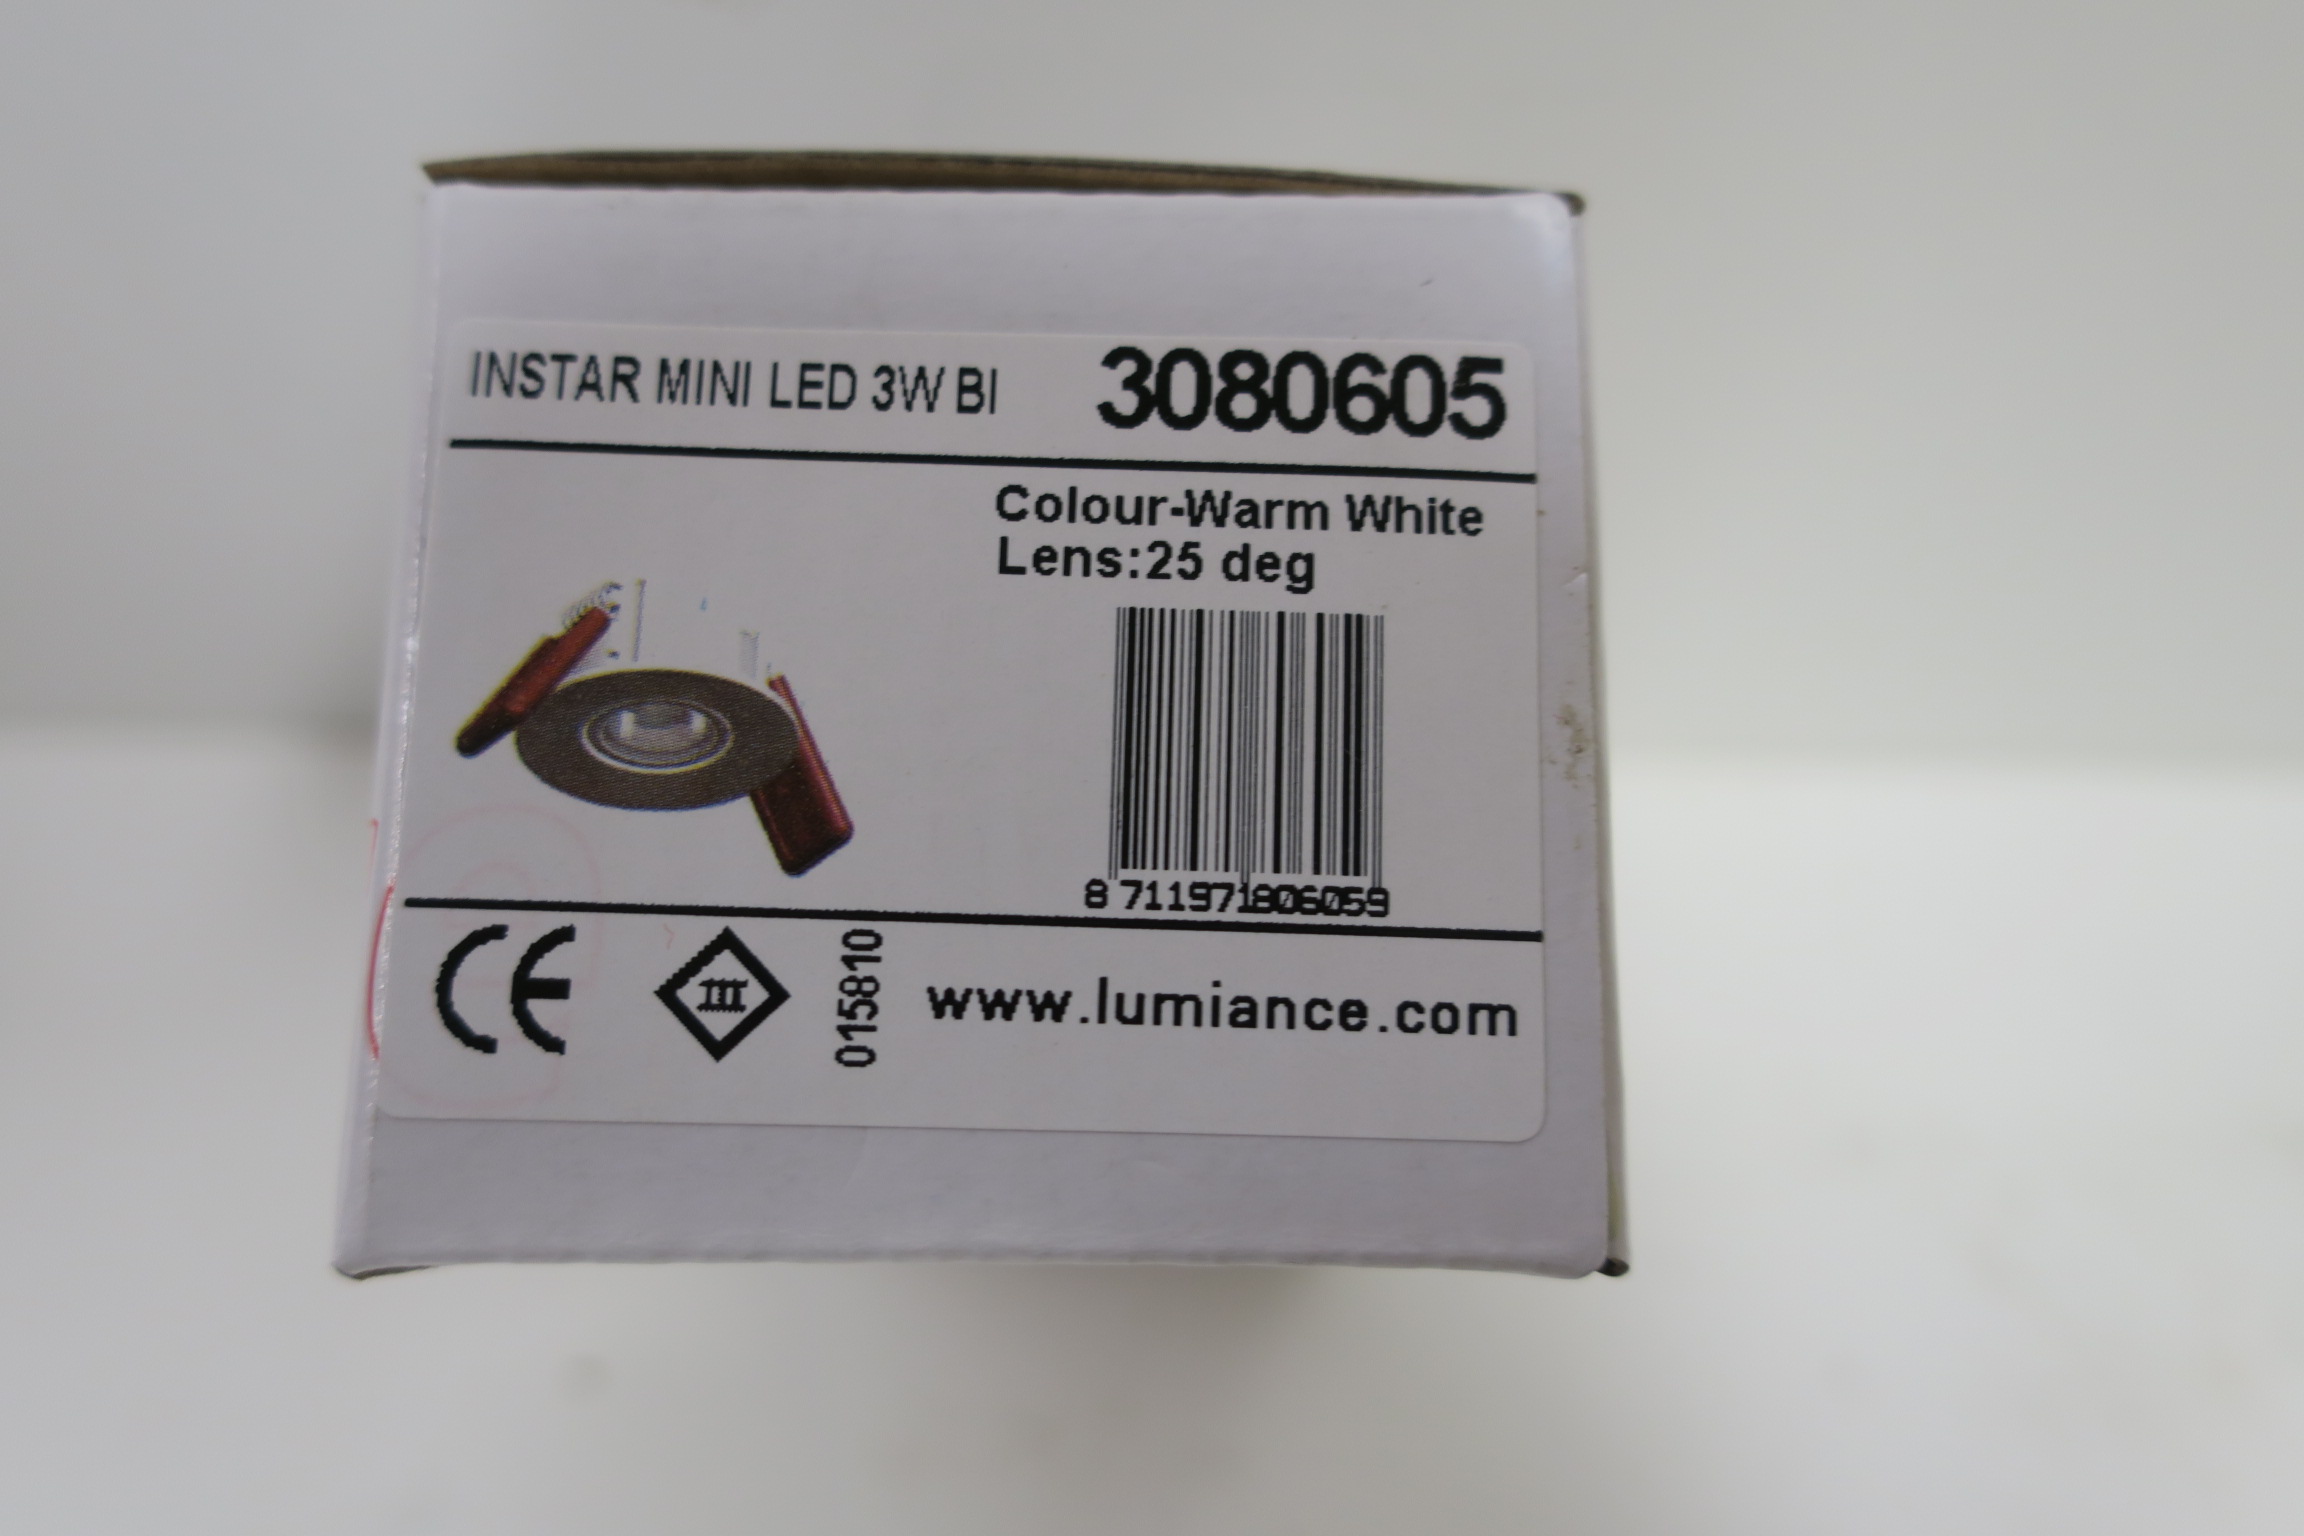 INSTAR MINI LED 3W BI 3080605
Colour-Warm White
Lens:25 deg
8 711971 806059
CE
III
015810
www.lumiance.com